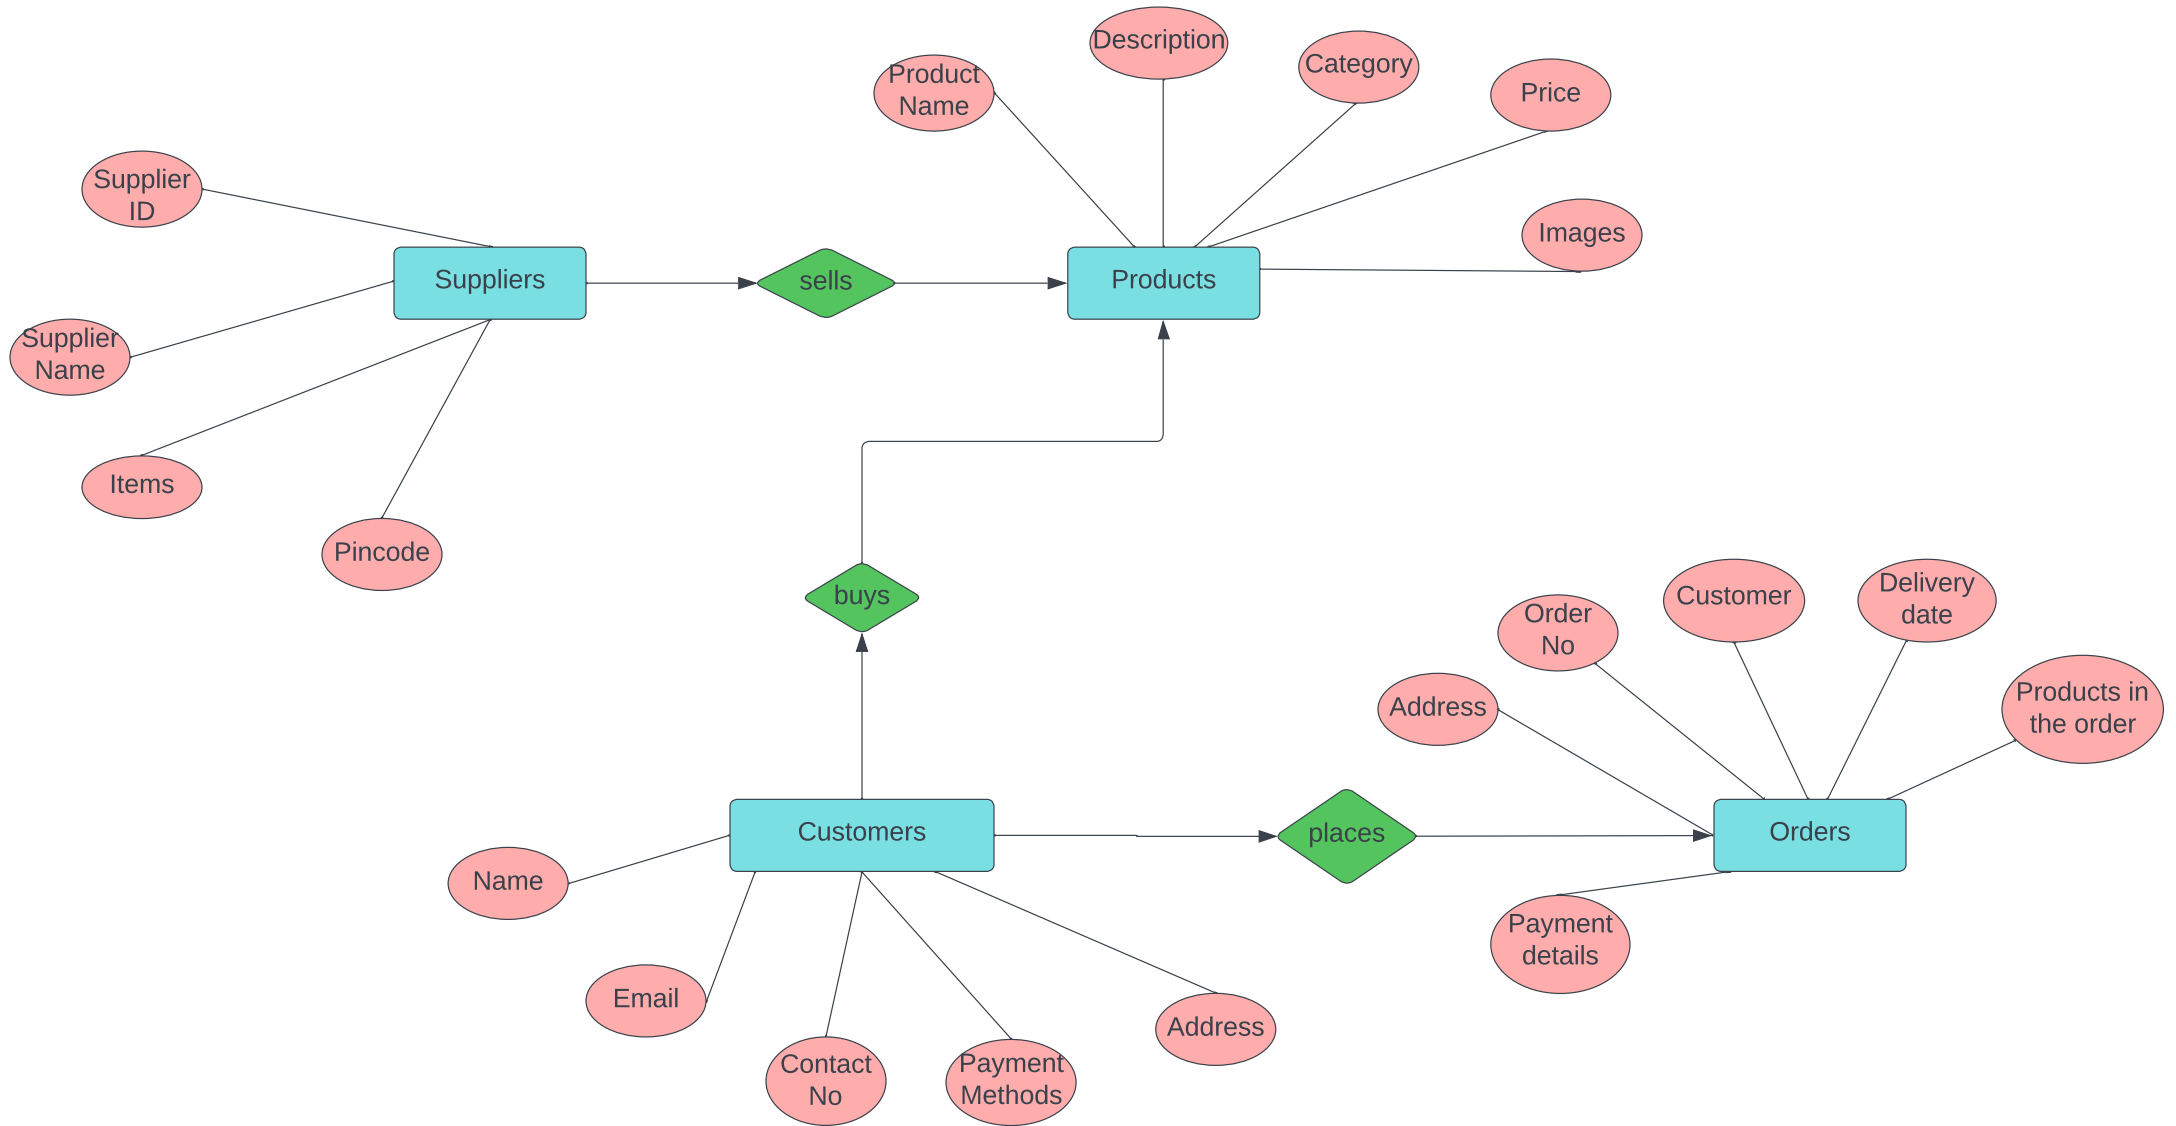 Description
Category
Product
Name
Price
Supplier
ID
Images
Suppliers
sells
Products
Supplier
Name
Items
Pincode
buys
Order
No
Customer
Delivery
date
Address
Products in
the order
Customers
places
Orders
Name
Payment
details
Email
Address
Contact
No
Payment
Methods